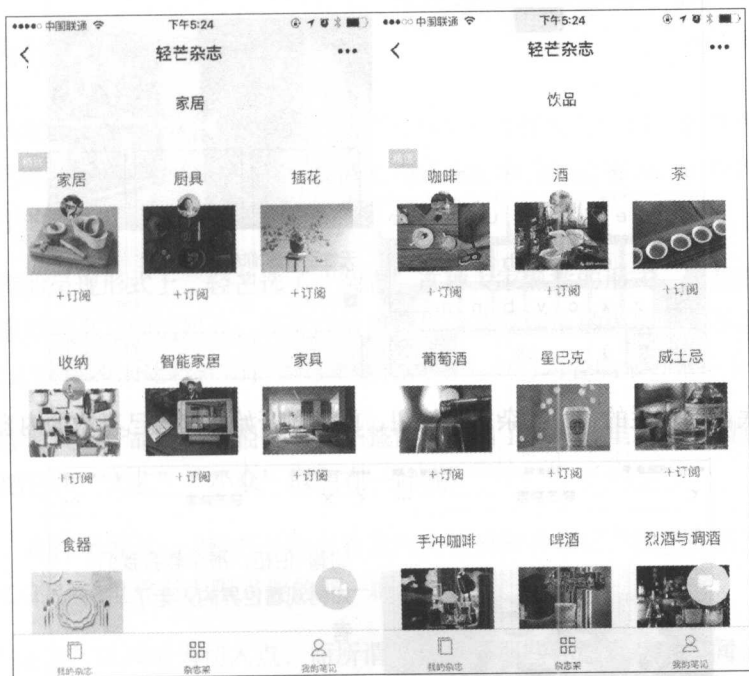 中国联通 下午5:24
轻芒杂志
家居
家居 厨具 插花
+订阅 +订阅 +订阅
收纳 智能家居 家具
+订阅 +订阅 +订阅
食器
我的杂志 杂志架 我的笔记
中国联通 下午5:24
轻芒杂志
饮品
咖啡 酒 茶
+订阅 +订阅 +订阅
葡萄酒 星巴克 威士忌
+订阅 +订阅 +订阅
手冲咖啡 啤酒 烈酒与调酒
我的杂志 杂志架 我的笔记